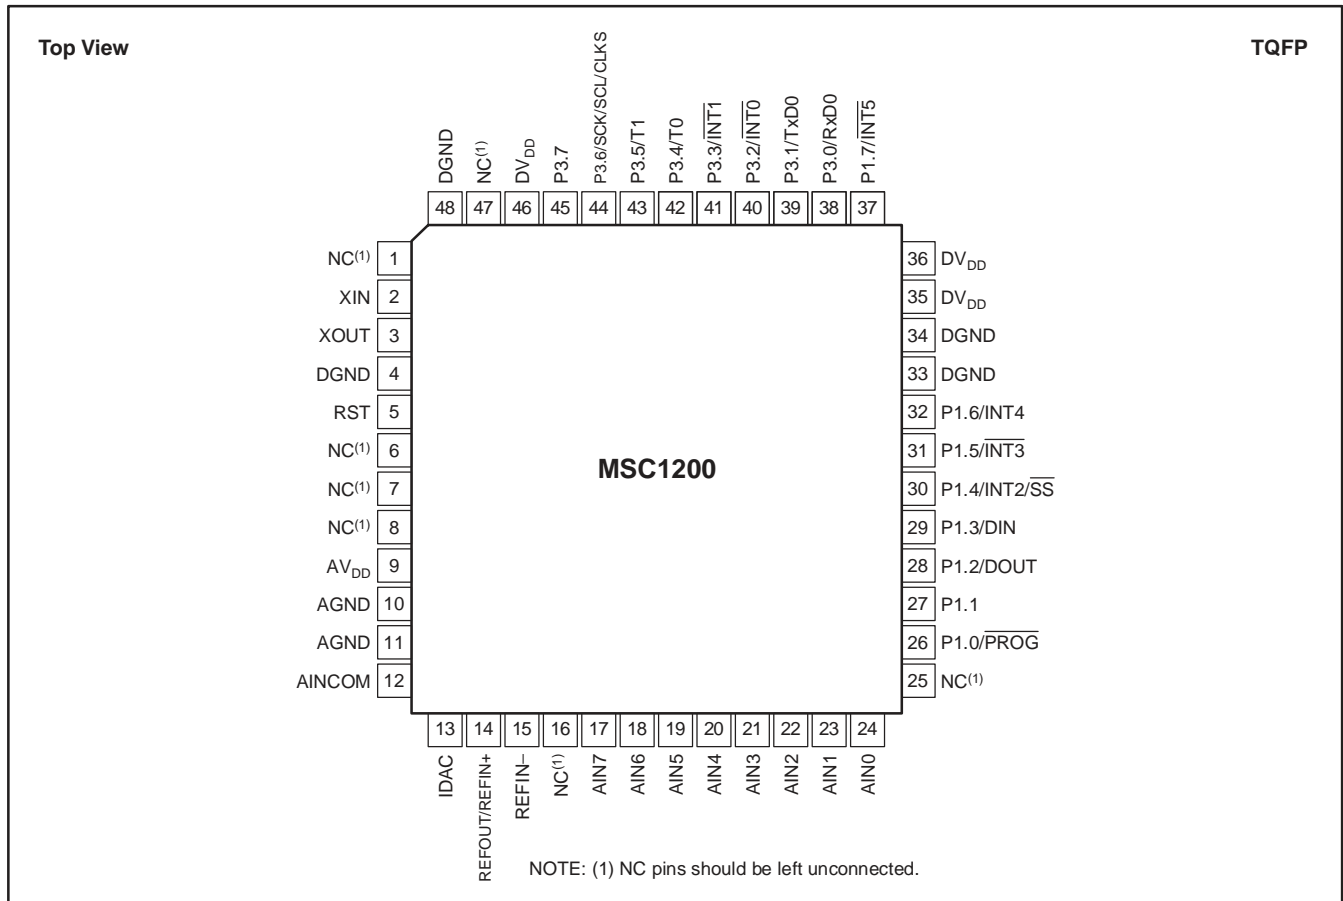 Top View
TQFP
DGND
NC(1)
DVDD
P3.7
P3.6/SCK/SCL/CLKS
P3.5/T1
P3.4/T0
P3.3/INT1
P3.2/INT0
P3.1/TxD0
P3.0/RxD0
P1.7/INT5
48 47 46 45 44 43 42 41 40 39 38 37
NC(1) 1
XIN 2
XOUT 3
DGND 4
RST 5
NC(1) 6
NC(1) 7
NC(1) 8
AVDD 9
AGND 10
AGND 11
AINCOM 12
MSC1200
36 DVDD
35 DVDD
34 DGND
33 DGND
32 P1.6/INT4
31 P1.5/INT3
30 P1.4/INT2/SS
29 P1.3/DIN
28 P1.2/DOUT
27 P1.1
26 P1.0/PROG
25 NC(1)
13 14 15 16 17 18 19 20 21 22 23 24
IDAC
REFOUT/REFIN+
REFIN–
NC(1)
AIN7
AIN6
AIN5
AIN4
AIN3
AIN2
AIN1
AIN0
NOTE: (1) NC pins should be left unconnected.